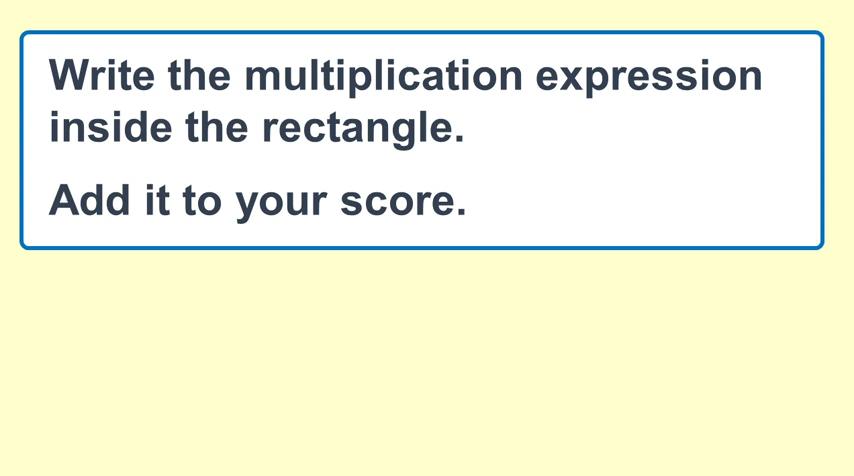 Write the multiplication expression
inside the rectangle.
Add it to your score.